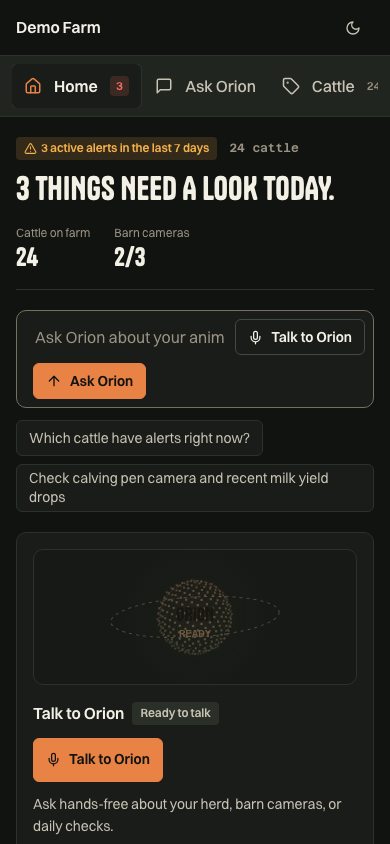 Demo Farm
Home 3
Ask Orion
Cattle 24
3 active alerts in the last 7 days
24 cattle
3 THINGS NEED A LOOK TODAY.
Cattle on farm
24
Barn cameras
2/3
Ask Orion about your anim
Talk to Orion
Ask Orion
Which cattle have alerts right now?
Check calving pen camera and recent milk yield
drops
READY
Talk to Orion
Ready to talk
Talk to Orion
Ask hands-free about your herd, barn cameras, or
daily checks.